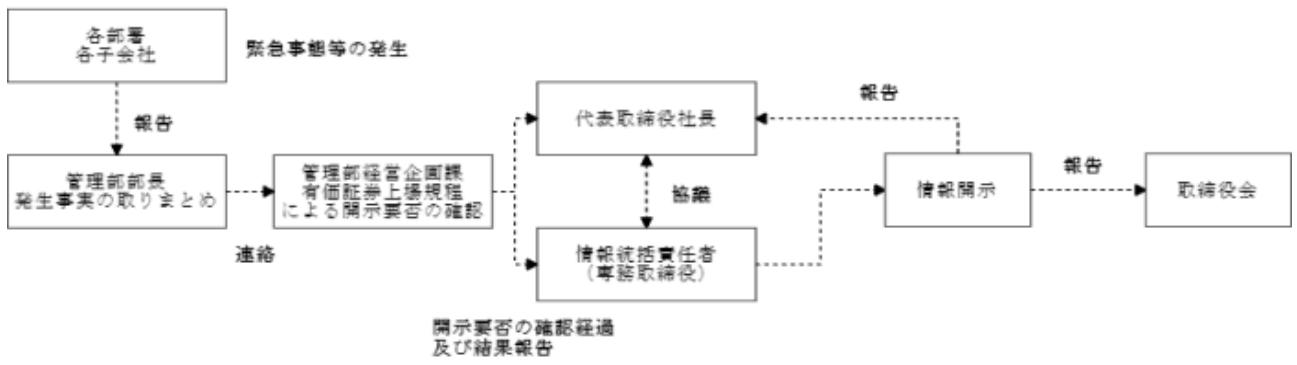 各部署
各子会社
緊急事態等の発生
報告
管理部部長
発生事実の取りまとめ
連絡
管理部経営企画課
有価証券上場規程
による開示要否の確認
代表取締役社長
協議
情報統括責任者
（専務取締役）
開示要否の確認経過
及び結果報告
報告
情報開示
報告
取締役会